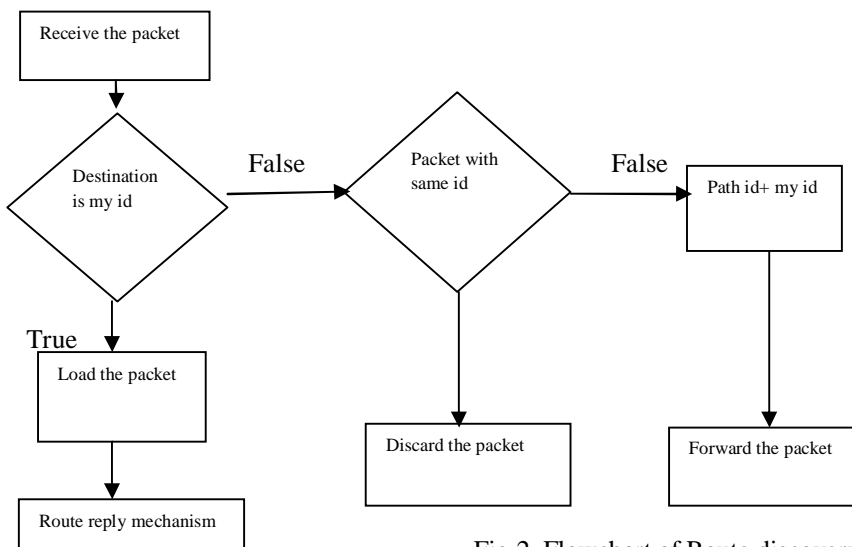 Receive the packet
Destination
is my id
False
Packet with
same id
False
Path id+ my id
True
Load the packet
Discard the packet
Forward the packet
Route reply mechanism
Fig 2. Flowchart of Route discovery